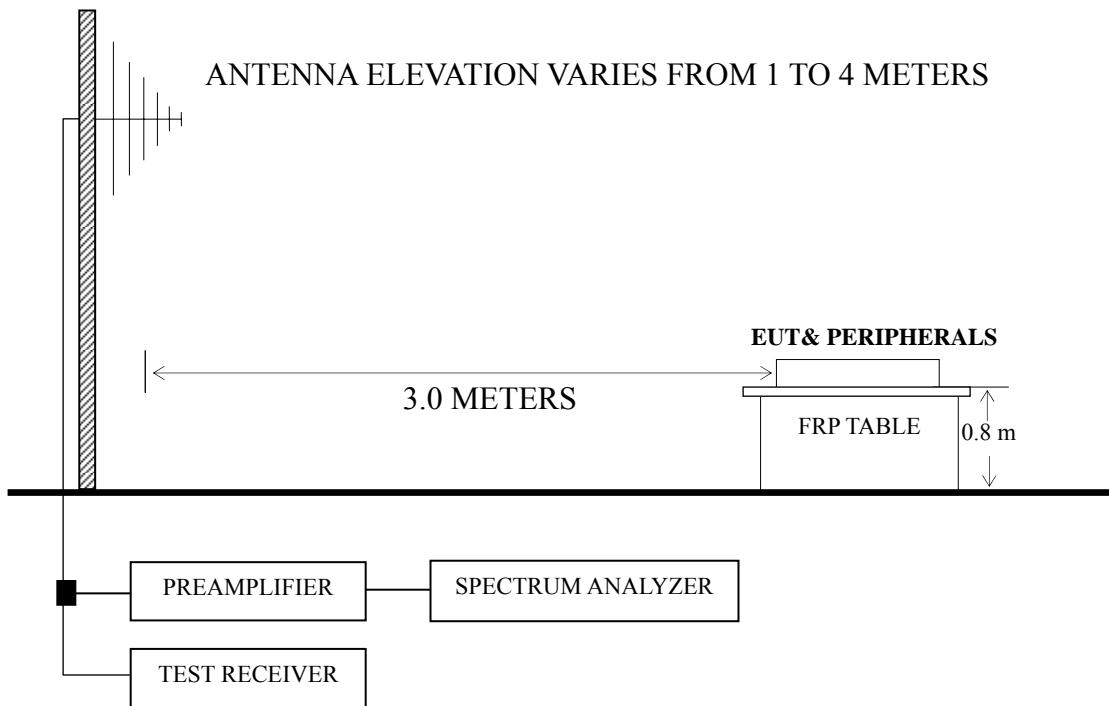 ANTENNA ELEVATION VARIES FROM 1 TO 4 METERS
EUT& PERIPHERALS
3.0 METERS
FRP TABLE
0.8 m
PREAMPLIFIER
SPECTRUM ANALYZER
TEST RECEIVER